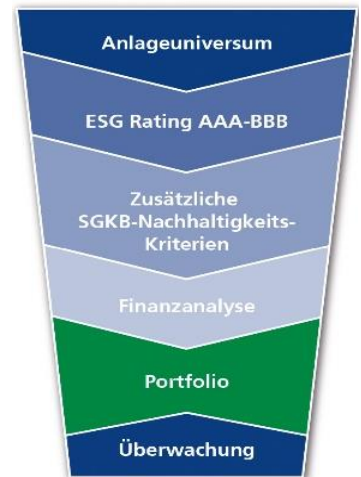 Anlageuniversum
ESG Rating AAA-BBB
Zusätzliche
SGKB-Nachhaltigkeits-
Kriterien
Finanzanalyse
Portfolio
Überwachung